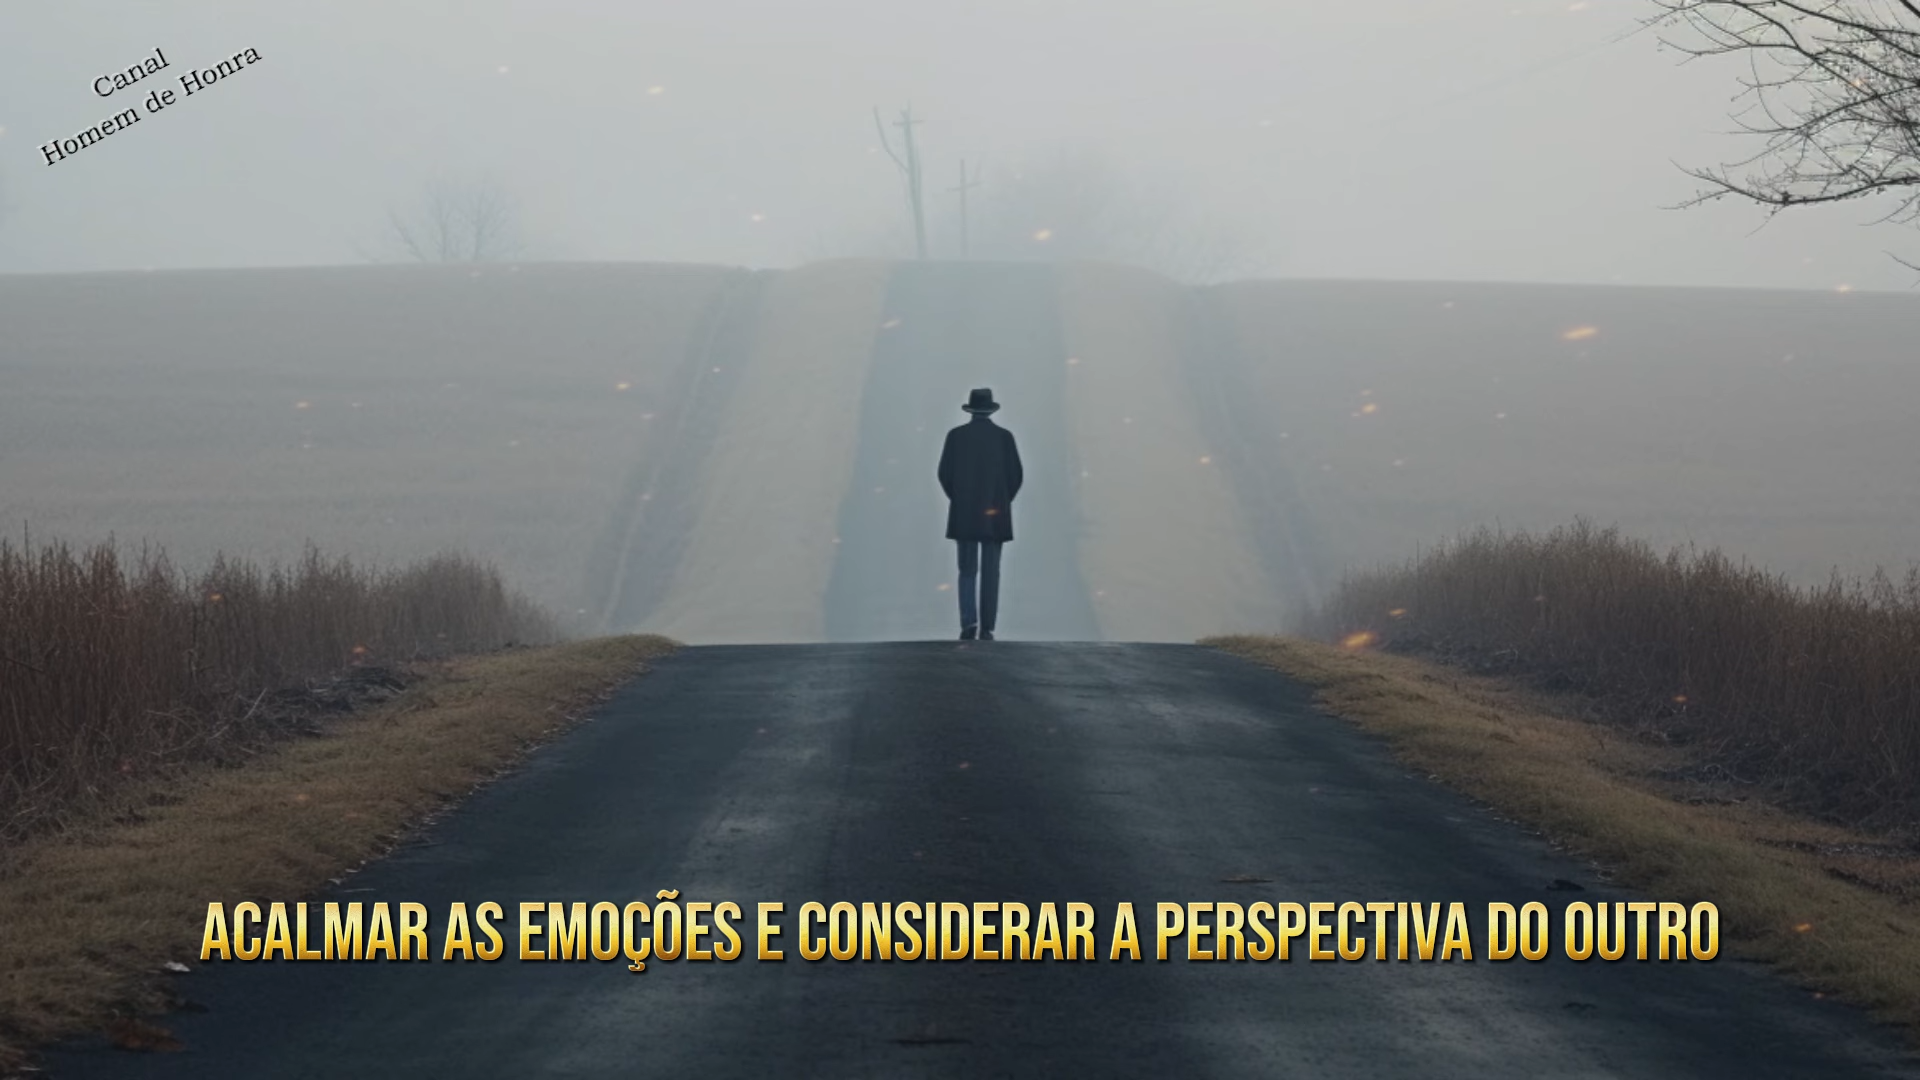 Canal
Homem de Honra
ACALMAR AS EMOÇÕES E CONSIDERAR A PERSPECTIVA DO OUTRO